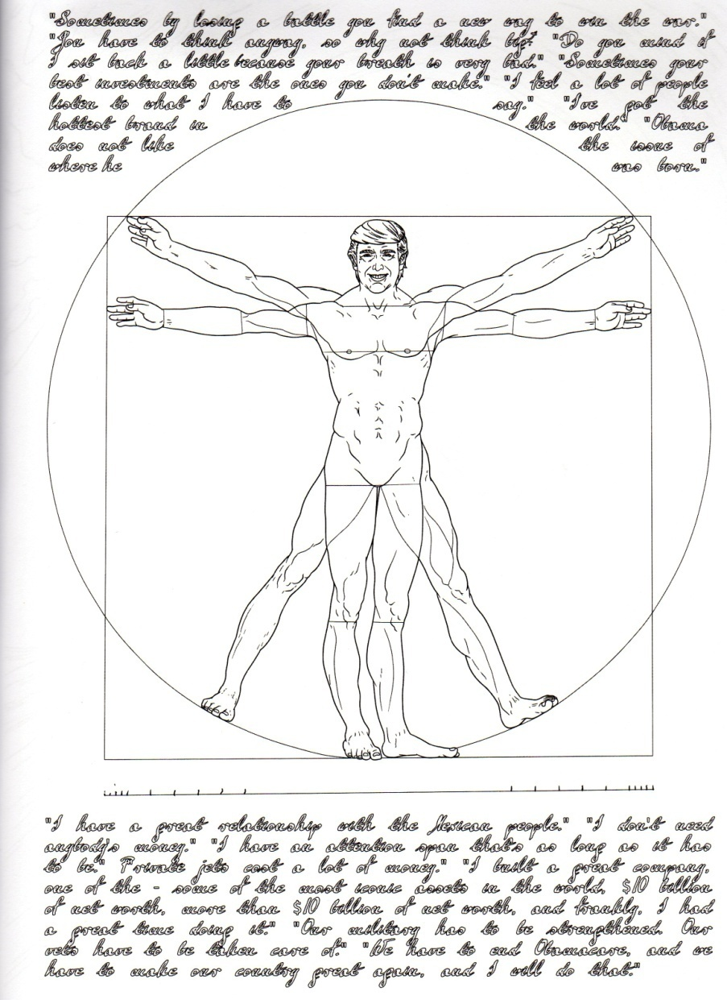 "Sometimes by losing a battle you find a new way to win the war."
"You have to think anyway, so why not think big?" "Do you mind if
I sit back a little because your breath is very bad." "Sometimes your
best investments are the ones you don't make." "I feel a lot of people
listen to what I have to say." "I've got the
hottest brand in the world." "Obama
does not like the issue of
where he was born."
"I have a great relationship with the Mexican people." "I don't need
anybody's money." "I have an attention span that's as long as it has
to be." Private jets cost a lot of money." "I built a great company,
one of the - some of the most iconic assets in the world, $10 billion
of net worth, more than $10 billion of net worth, and frankly, I had
a great time doing it." "Our military has to be strengthened. Our
vets have to be taken care of." "We have to end Obamacare, and we
have to make our country great again, and I will do that."